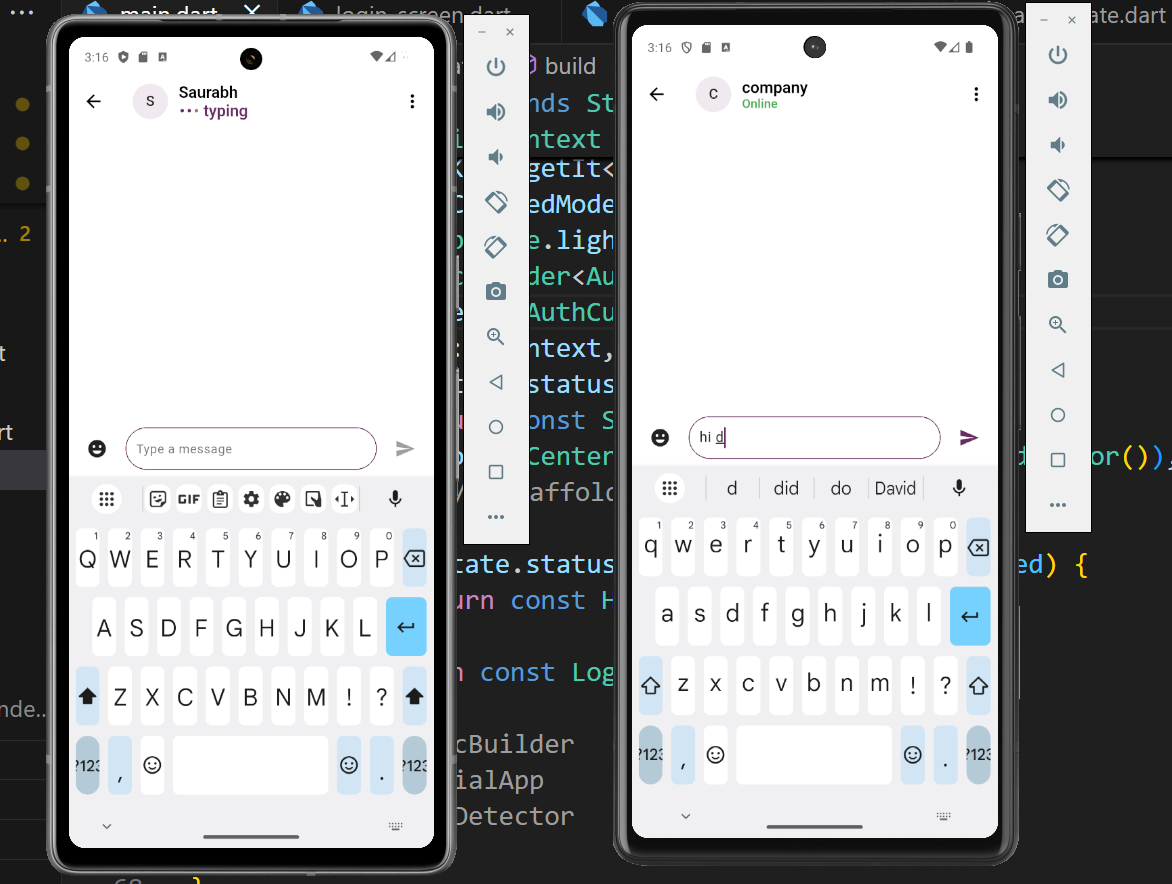 main.dart
login_screen.dart
ate.dart
build
nds St
ntext
getIt<
edMode
e.ligh
der<Au
AuthCu
ntext,
status
onst S
Center
or()),
affold
tate.status
ed) {
urn const H
n const Log
cBuilder
ialApp
Detector
2
t
rt
nde..
68
}
3:16
S
Saurabh
typing
Type a message
GIF
1 2 3 4 5 6 7 8 9 0
Q W E R T Y U I O P
A S D F G H J K L
Z X C V B N M ! ?
?123 , . ?123
3:16
C
company
Online
hi d
d did do David
1 2 3 4 5 6 7 8 9 0
q w e r t y u i o p
a s d f g h j k l
z x c v b n m ! ?
?123 , . ?123